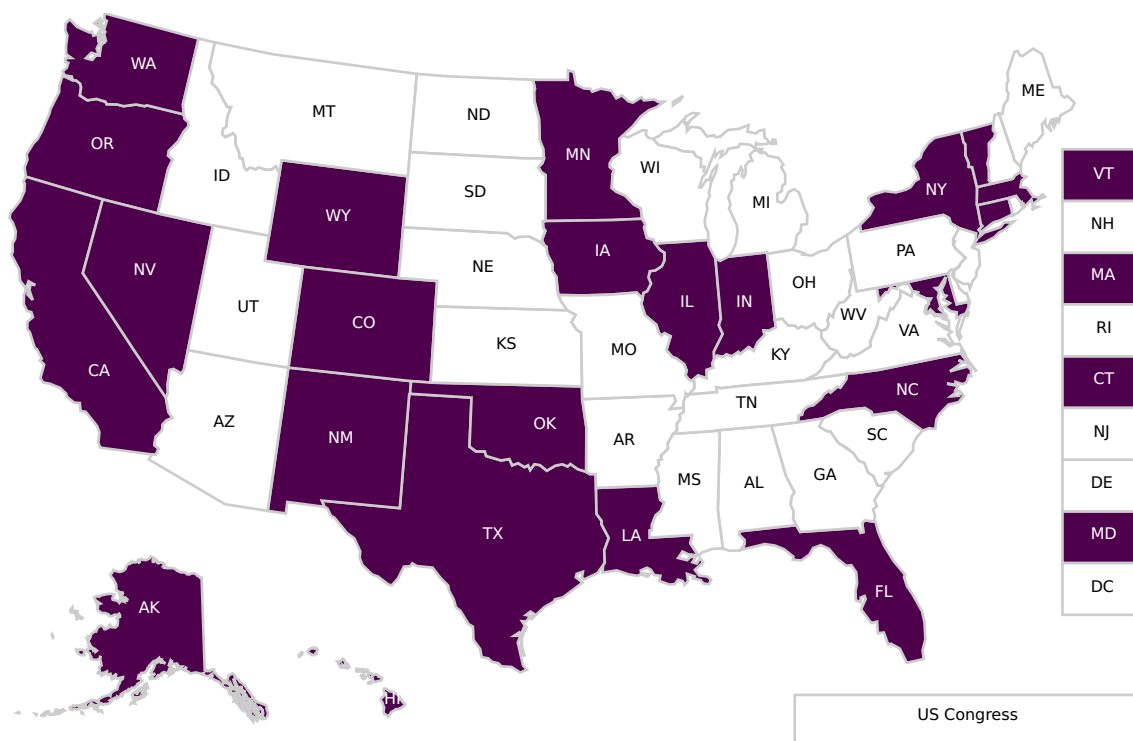 WA
OR
CA
NV
ID
MT
WY
UT
CO
AZ
NM
ND
SD
NE
KS
OK
TX
MN
IA
MO
AR
LA
WI
IL
IN
MI
OH
KY
TN
MS
AL
GA
FL
SC
NC
VA
WV
PA
NY
ME
AK
HI
VT
NH
MA
RI
CT
NJ
DE
MD
DC
US Congress